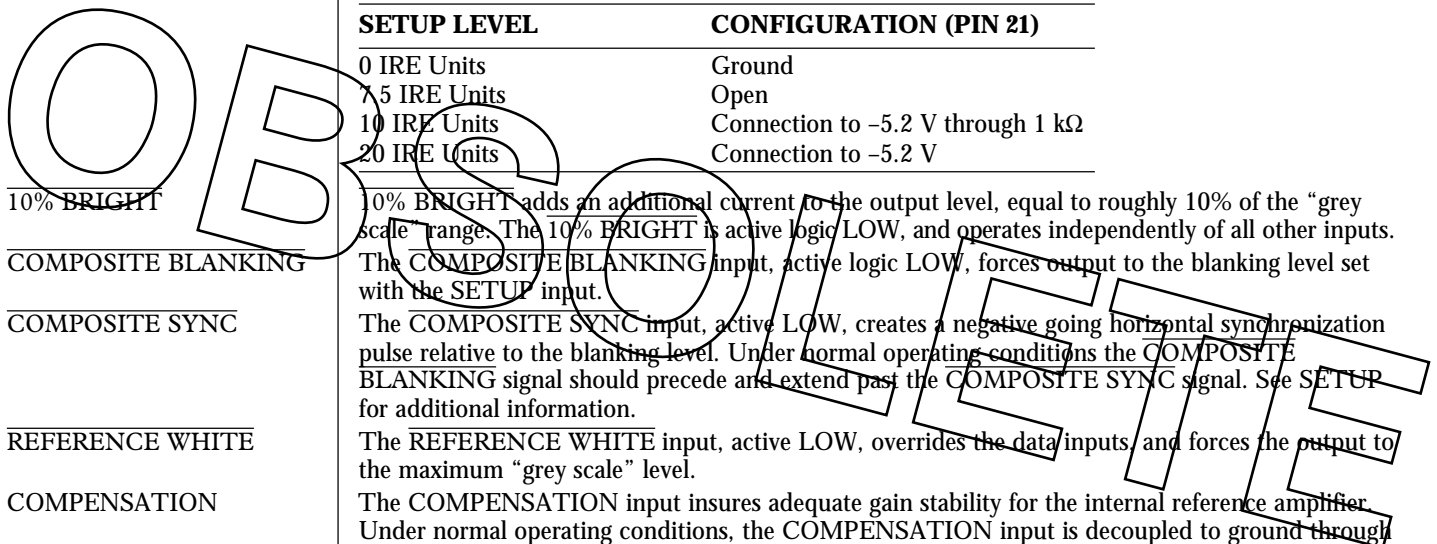 SETUP LEVEL CONFIGURATION (PIN 21)
0 IRE Units Ground
7.5 IRE Units Open
10 IRE Units Connection to –5.2 V through 1 kΩ
20 IRE Units Connection to –5.2 V
10% BRIGHT 10% BRIGHT adds an additional current to the output level, equal to roughly 10% of the “grey
scale” range. The 10% BRIGHT is active logic LOW, and operates independently of all other inputs.
COMPOSITE BLANKING The COMPOSITE BLANKING input, active logic LOW, forces output to the blanking level set
with the SETUP input.
COMPOSITE SYNC The COMPOSITE SYNC input, active LOW, creates a negative going horizontal synchronization
pulse relative to the blanking level. Under normal operating conditions the COMPOSITE
BLANKING signal should precede and extend past the COMPOSITE SYNC signal. See SETUP
for additional information.
REFERENCE WHITE The REFERENCE WHITE input, active LOW, overrides the data inputs, and forces the output to
the maximum “grey scale” level.
COMPENSATION The COMPENSATION input insures adequate gain stability for the internal reference amplifier.
Under normal operating conditions, the COMPENSATION input is decoupled to ground through
OBSOLETE